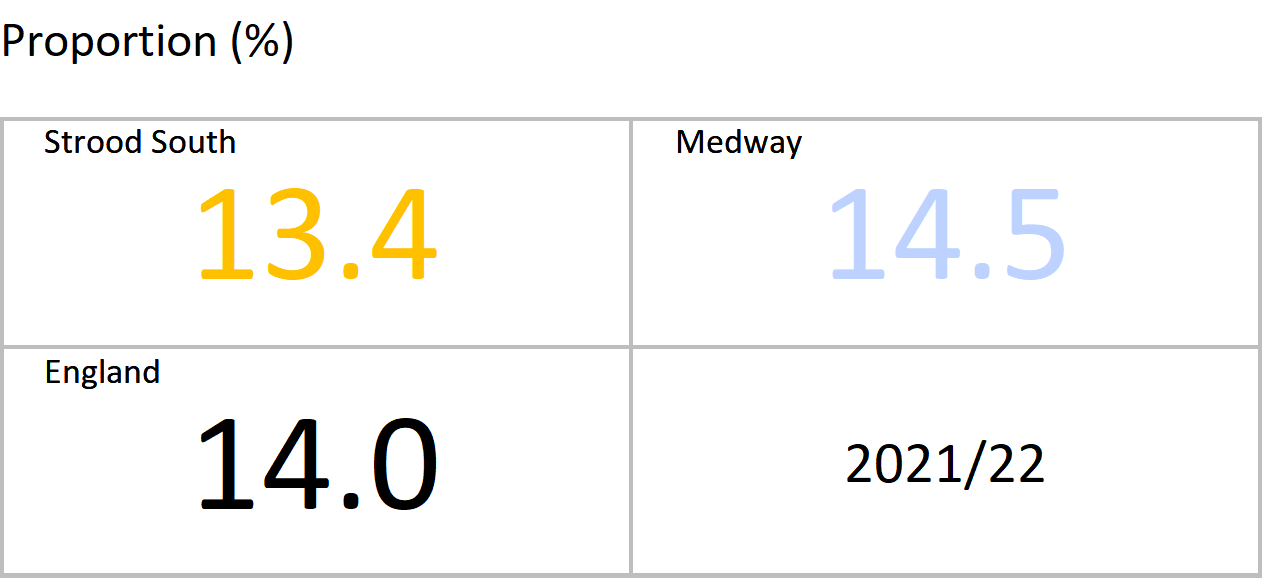 Proportion (%)
Strood South
13.4
Medway
14.5
England
14.0
2021/22